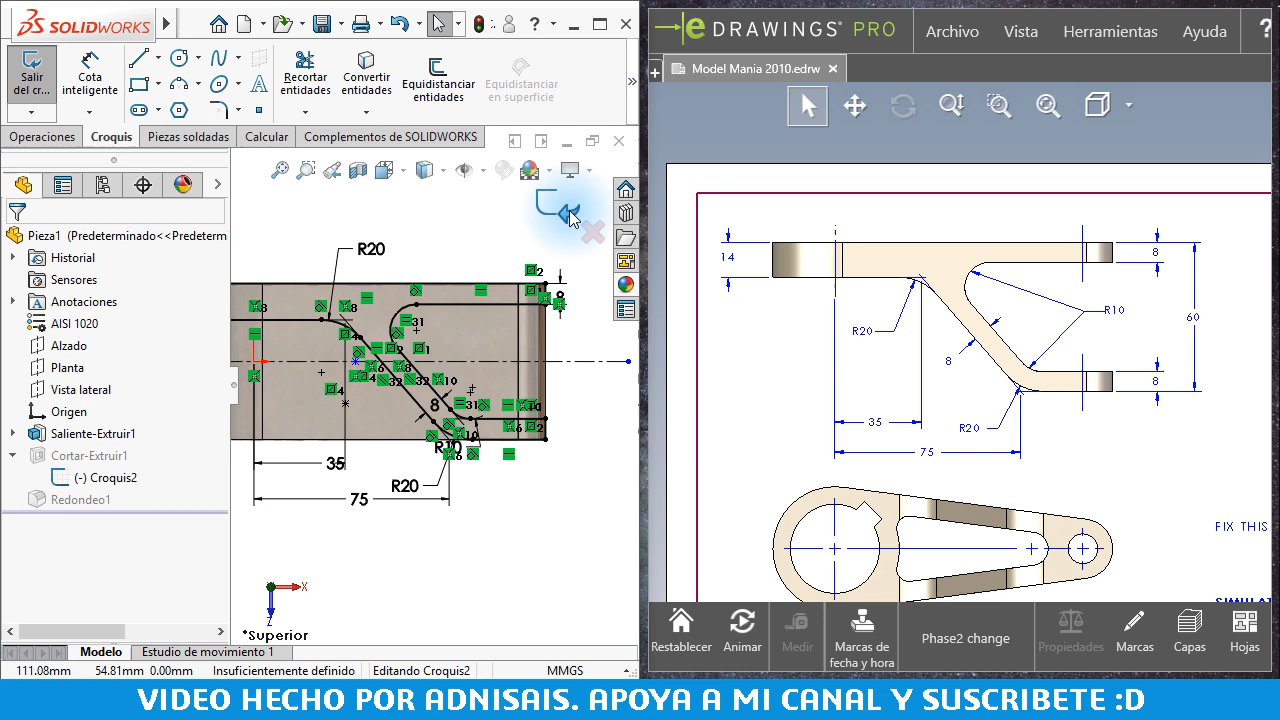 SOLIDWORKS
Salir
del cr...
Cota
inteligente
Recortar
entidades
Convertir
entidades
Equidistanciar
entidades
Equidistanciar
en superficie
Operaciones
Croquis
Piezas soldadas
Calcular
Complementos de SOLIDWORKS
Pieza1 (Predeterminado<<Predeterm
Historial
Sensores
Anotaciones
AISI 1020
Alzado
Planta
Vista lateral
Origen
Saliente-Extruir1
Cortar-Extruir1
(-) Croquis2
Redondeo1
R20
8
8
R10
R20
35
75
X
Z
*Superior
Modelo
Estudio de movimiento 1
111.08mm
54.81mm
0.00mm
Insuficientemente definido
Editando Croquis2
MMGS
eDRAWINGS® PRO
Archivo
Vista
Herramientas
Ayuda
?
Model Mania 2010.edrw
14
8
R10
60
R20
8
8
R20
35
75
FIX THIS
Restablecer
Animar
Medir
Marcas de
fecha y hora
Phase2 change
Propiedades
Marcas
Capas
Hojas
VIDEO HECHO POR ADNISAIS. APOYA A MI CANAL Y SUSCRIBETE :D